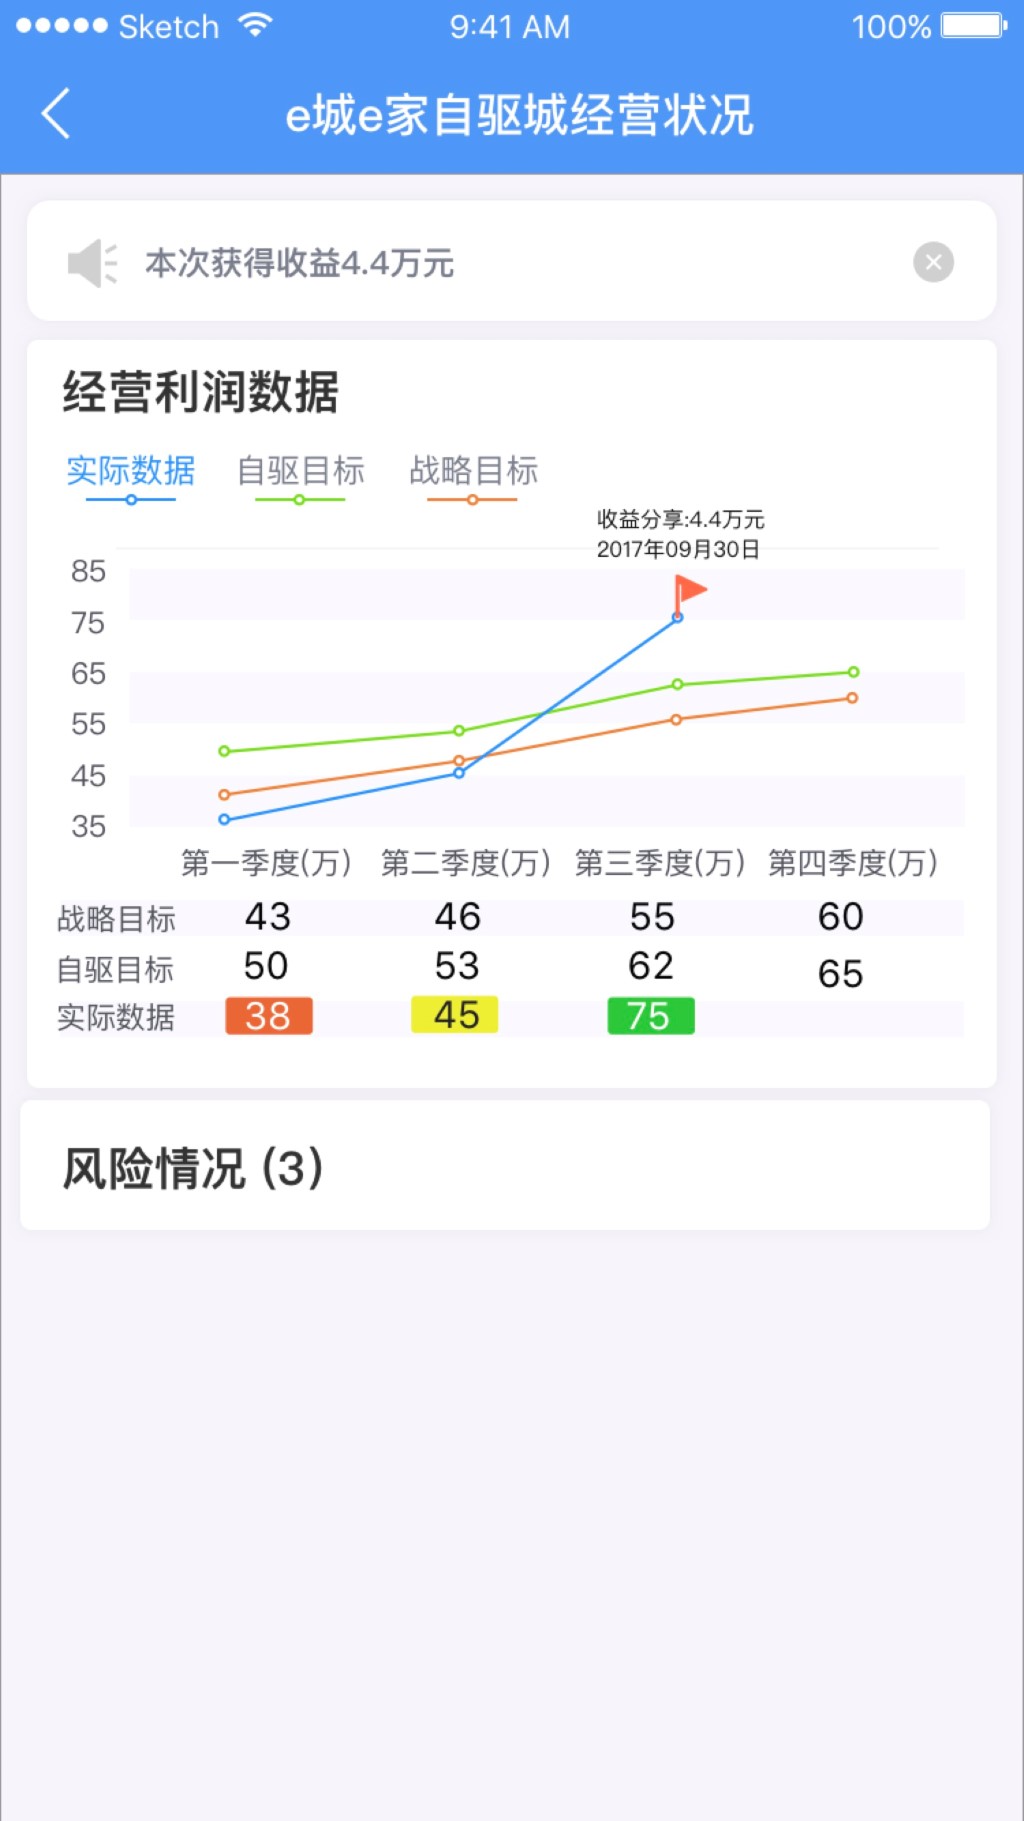 Sketch 9:41 AM 100%
e城e家自驱城经营状况
本次获得收益4.4万元
经营利润数据
实际数据 自驱目标 战略目标
收益分享:4.4万元
2017年09月30日
85
75
65
55
45
35
第一季度(万) 第二季度(万) 第三季度(万) 第四季度(万)
战略目标 43 46 55 60
自驱目标 50 53 62 65
实际数据 38 45 75
风险情况 (3)